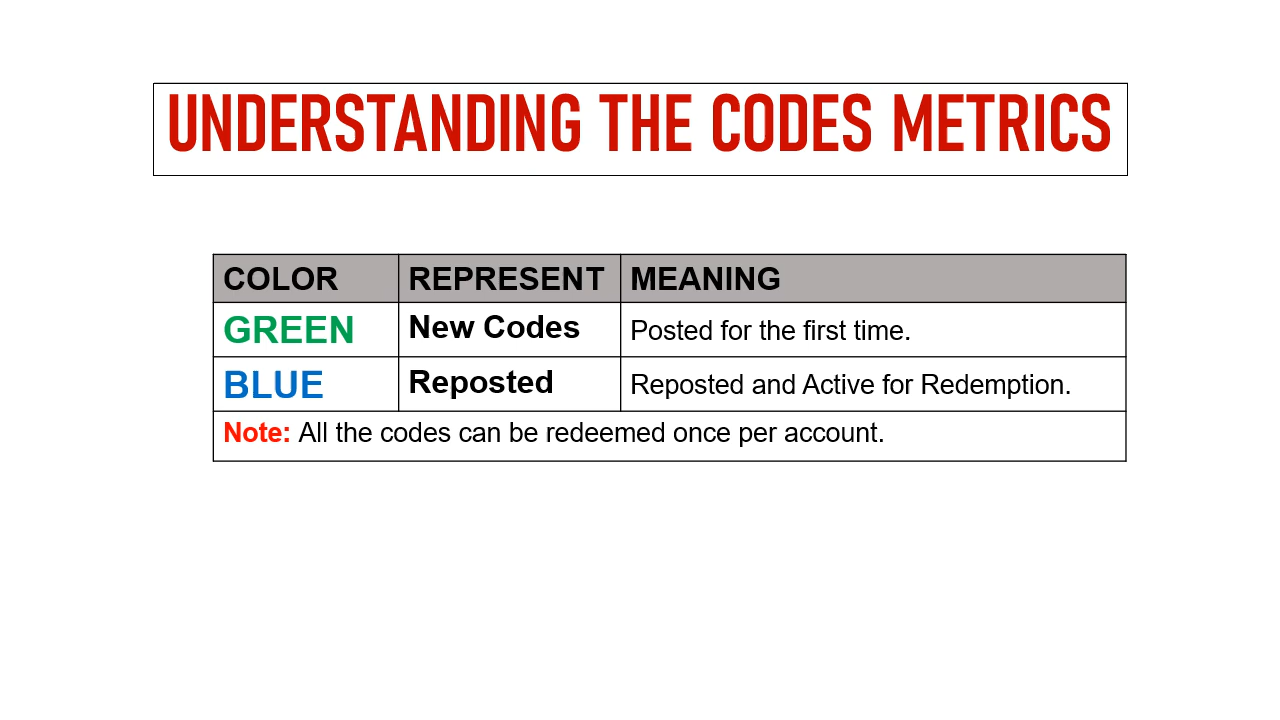 UNDERSTANDING THE CODES METRICS
COLOR REPRESENT MEANING
GREEN New Codes Posted for the first time.
BLUE Reposted Reposted and Active for Redemption.
Note: All the codes can be redeemed once per account.